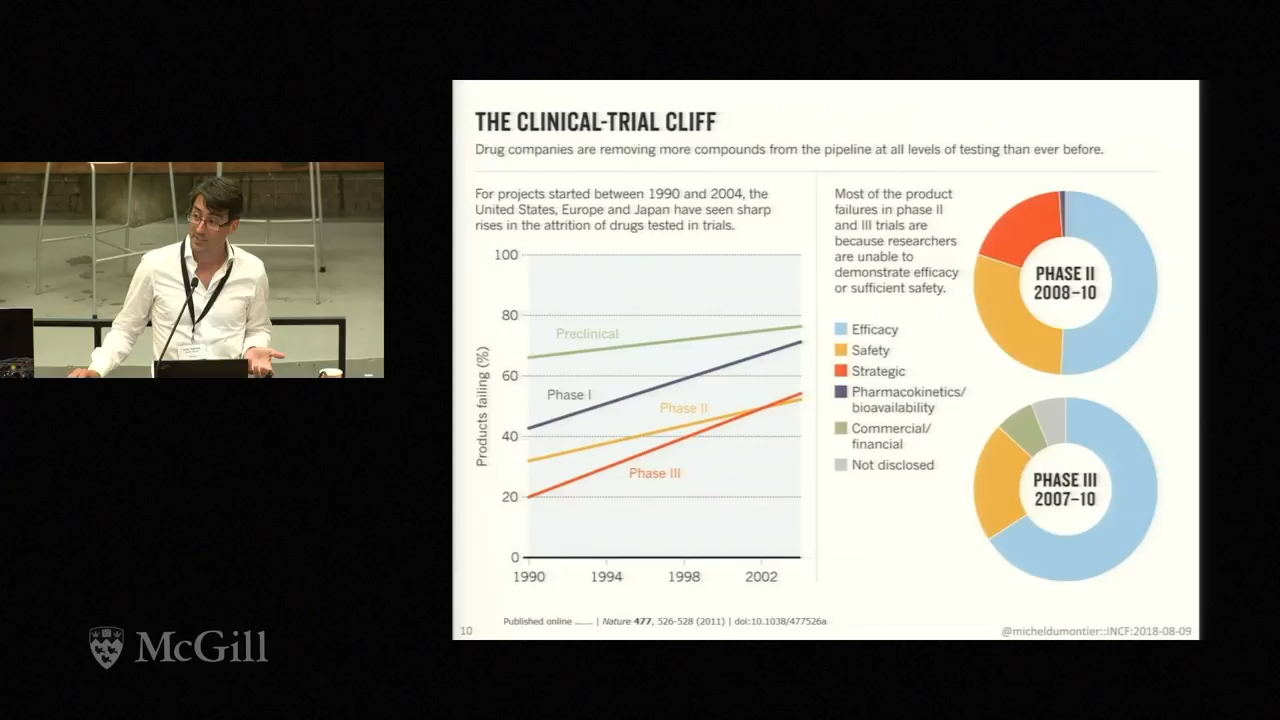 THE CLINICAL-TRIAL CLIFF
Drug companies are removing more compounds from the pipeline at all levels of testing than ever before.
For projects started between 1990 and 2004, the
United States, Europe and Japan have seen sharp
rises in the attrition of drugs tested in trials.
100
80
60
40
20
0
Products failing (%)
Preclinical
Phase I
Phase II
Phase III
1990
1994
1998
2002
Most of the product
failures in phase II
and III trials are
because researchers
are unable to
demonstrate efficacy
or sufficient safety.
Efficacy
Safety
Strategic
Pharmacokinetics/
bioavailability
Commercial/
financial
Not disclosed
PHASE II
2008–10
PHASE III
2007–10
Published online | Nature 477, 526-528 (2011) | doi:10.1038/477526a
10
@micheldumontier::INCF:2018-08-09
McGill